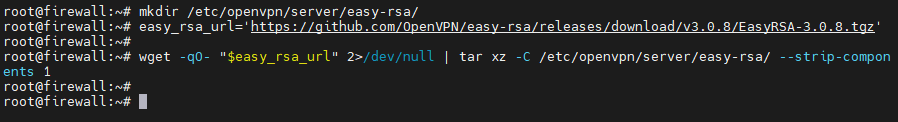 root@firewall:~# mkdir /etc/openvpn/server/easy-rsa/
root@firewall:~# easy_rsa_url='https://github.com/OpenVPN/easy-rsa/releases/download/v3.0.8/EasyRSA-3.0.8.tgz'
root@firewall:~#
root@firewall:~# wget -qO- "$easy_rsa_url" 2>/dev/null | tar xz -C /etc/openvpn/server/easy-rsa/ --strip-compon
ents 1
root@firewall:~#
root@firewall:~#